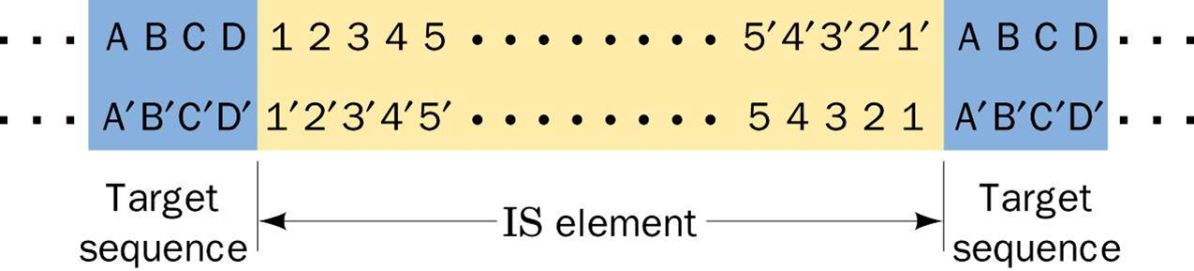 · · · A B C D 1 2 3 4 5 • • • • • • • • 5′4′3′2′1′ A B C D · · ·
· · · A′B′C′D′ 1′2′3′4′5′ • • • • • • • • 5 4 3 2 1 A′B′C′D′ · · ·
Target
sequence
IS element
Target
sequence